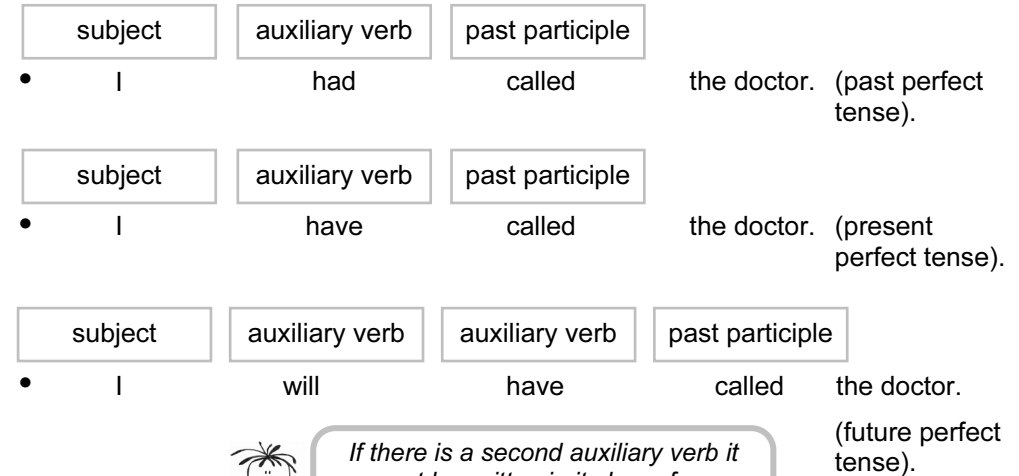 subject auxiliary verb past participle
• I had called the doctor. (past perfect
tense).
subject auxiliary verb past participle
• I have called the doctor. (present
perfect tense).
subject auxiliary verb auxiliary verb past participle
• I will have called the doctor.
(future perfect
tense).
If there is a second auxiliary verb it